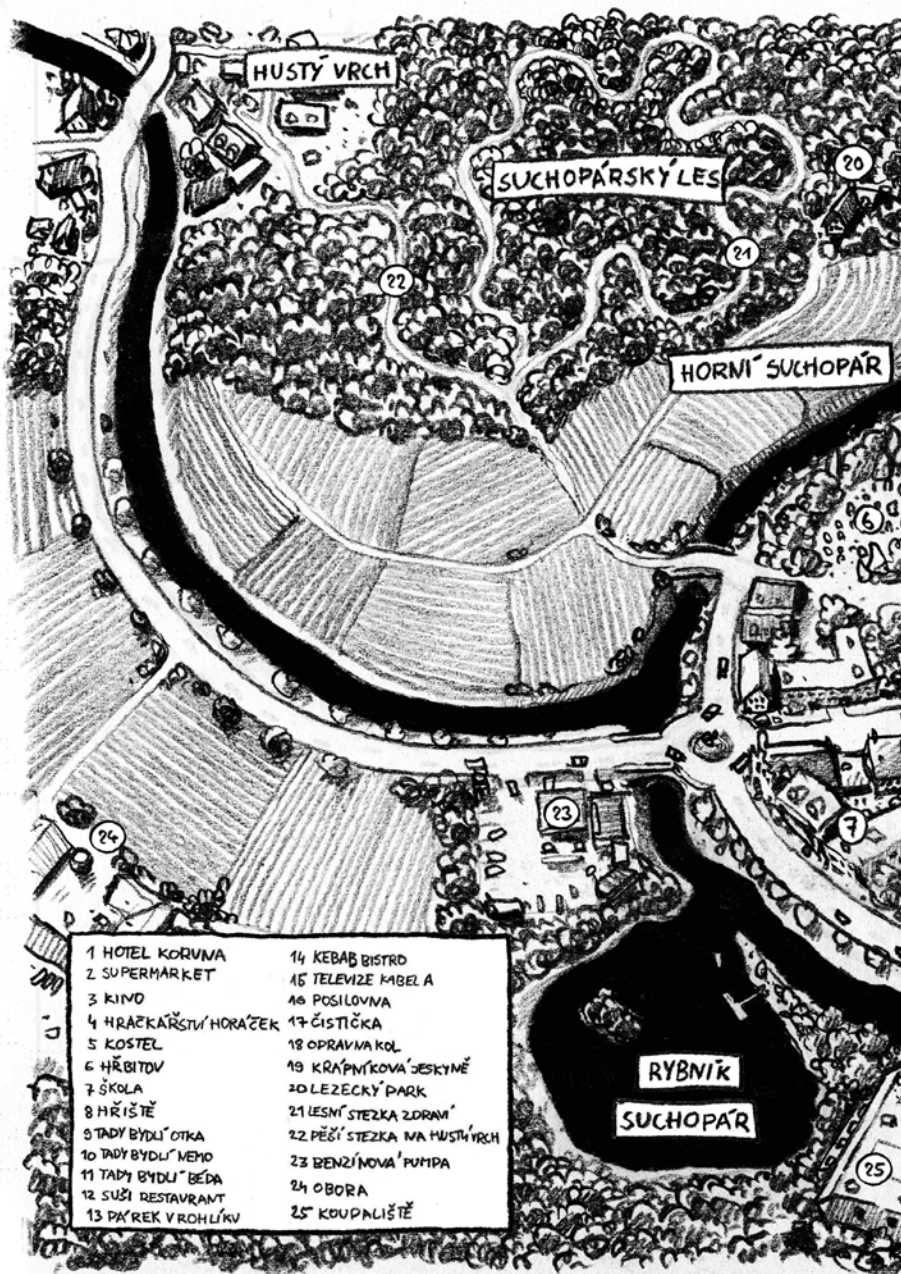 HUSTÝ VRCH
SUCHOPÁRSKÝ LES
20
21
22
HORNÍ SUCHOPÁR
6
23
7
24
1 HOTEL KORUNA
2 SUPERMARKET
3 KINO
4 HRAČKÁŘSTVÍ HORÁČEK
5 KOSTEL
6 HŘBITOV
7 ŠKOLA
8 HŘIŠTĚ
9 TADY BYDLÍ OTKA
10 TADY BYDLÍ NEMO
11 TADY BYDLÍ BÉĎA
12 SUŠI RESTAURANT
13 PÁREK V ROHLÍKU
14 KEBAB BISTRO
15 TELEVIZE KABEL A
16 POSILOVNA
17 ČISTIČKA
18 OPRAVNA KOL
19 KRÁPNÍKOVÁ JESKYNĚ
20 LEZECKÝ PARK
21 LESNÍ STEZKA ZDRAVÍ
22 PĚŠÍ STEZKA NA HUSTÝ VRCH
23 BENZÍNOVÁ PUMPA
24 OBORA
25 KOUPALIŠTĚ
RYBNÍK
SUCHOPÁR
25